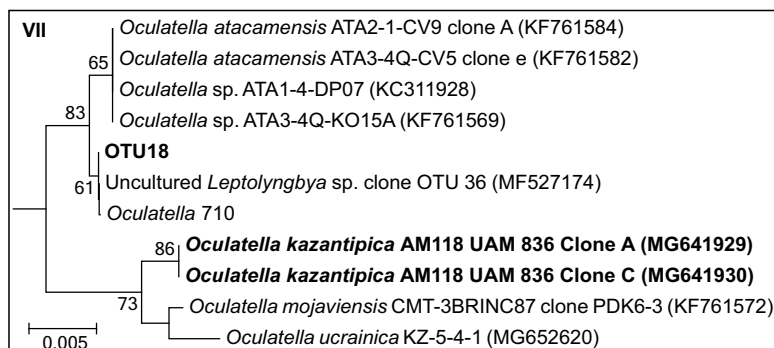 VII
Oculatella atacamensis ATA2-1-CV9 clone A (KF761584)
Oculatella atacamensis ATA3-4Q-CV5 clone e (KF761582)
65
Oculatella sp. ATA1-4-DP07 (KC311928)
Oculatella sp. ATA3-4Q-KO15A (KF761569)
83
OTU18
Uncultured Leptolyngbya sp. clone OTU 36 (MF527174)
61
Oculatella 710
Oculatella kazantipica AM118 UAM 836 Clone A (MG641929)
86
Oculatella kazantipica AM118 UAM 836 Clone C (MG641930)
73
Oculatella mojaviensis CMT-3BRINC87 clone PDK6-3 (KF761572)
Oculatella ucrainica KZ-5-4-1 (MG652620)
0.005